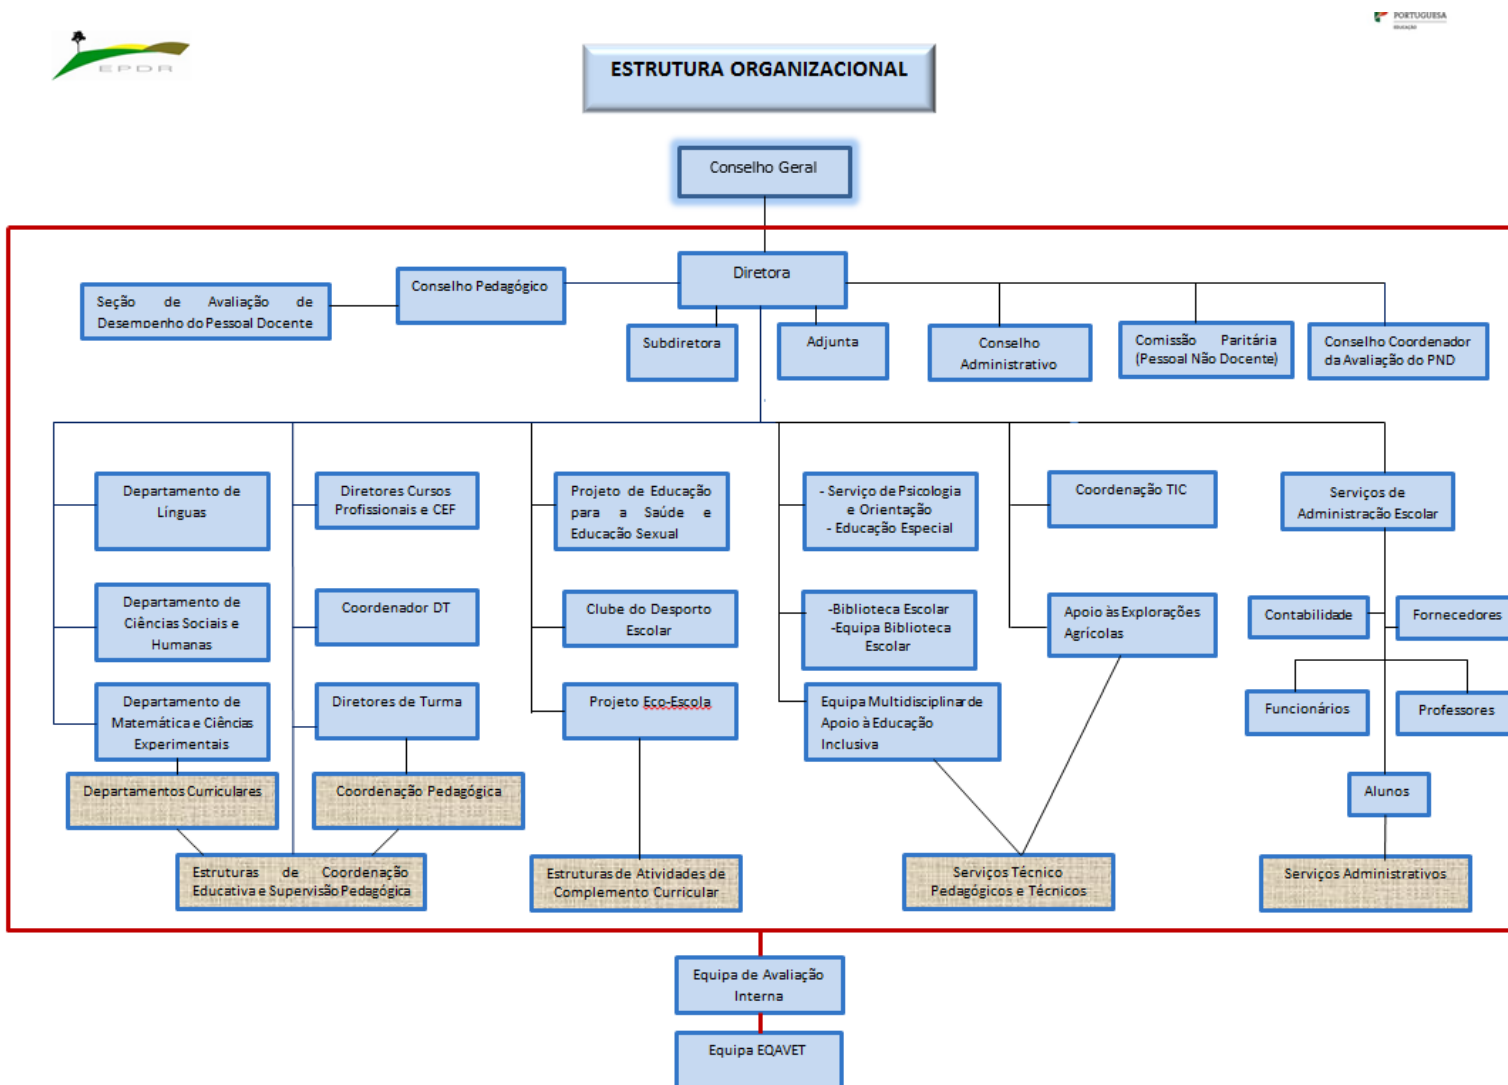 PORTUGUESA
EDUCAÇÃO
EPDR
ESTRUTURA ORGANIZACIONAL
Conselho Geral
Diretora
Conselho Pedagógico
Seção de Avaliação de
Desempenho do Pessoal Docente
Subdiretora
Adjunta
Conselho
Administrativo
Comissão Paritária
(Pessoal Não Docente)
Conselho Coordenador
da Avaliação do PND
Departamento de
Línguas
Diretores Cursos
Profissionais e CEF
Projeto de Educação
para a Saúde e
Educação Sexual
- Serviço de Psicologia
e Orientação
- Educação Especial
Coordenação TIC
Serviços de
Administração Escolar
Departamento de
Ciências Sociais e
Humanas
Coordenador DT
Clube do Desporto
Escolar
-Biblioteca Escolar
-Equipa Biblioteca
Escolar
Apoio às Explorações
Agrícolas
Contabilidade
Fornecedores
Departamento de
Matemática e Ciências
Experimentais
Diretores de Turma
Projeto Eco-Escola
Equipa Multidisciplinar de
Apoio à Educação
Inclusiva
Funcionários
Professores
Departamentos Curriculares
Coordenação Pedagógica
Alunos
Estruturas de Coordenação
Educativa e Supervisão Pedagógica
Estruturas de Atividades de
Complemento Curricular
Serviços Técnico
Pedagógicos e Técnicos
Serviços Administrativos
Equipa de Avaliação
Interna
Equipa EQAVET